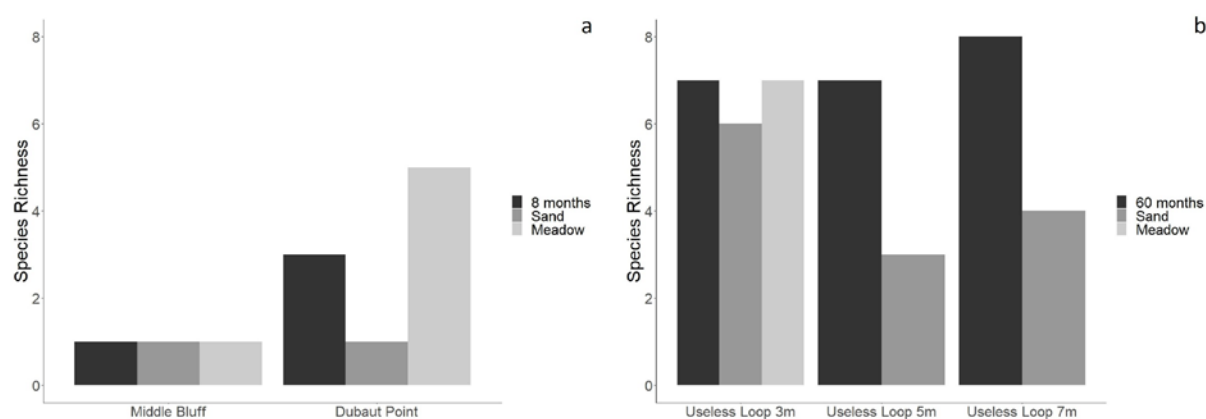 a
8
6
4
2
0
Species Richness
8 months
Sand
Meadow
Middle Bluff
Dubaut Point
b
8
6
4
2
0
Species Richness
60 months
Sand
Meadow
Useless Loop 3m
Useless Loop 5m
Useless Loop 7m